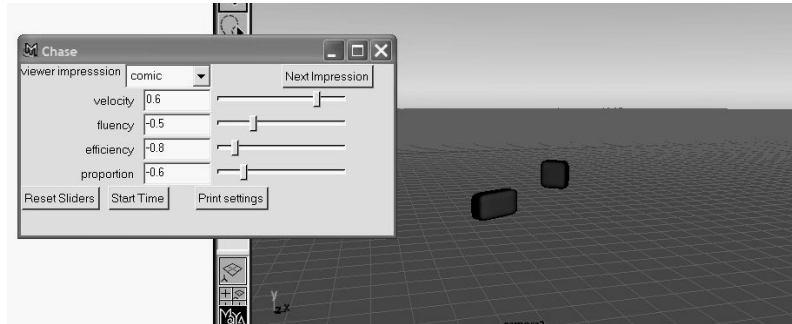 Chase
viewer impresssion comic Next Impression
velocity 0.6
fluency -0.5
efficiency -0.8
proportion -0.6
Reset Sliders Start Time Print settings
y
z x
MAYA